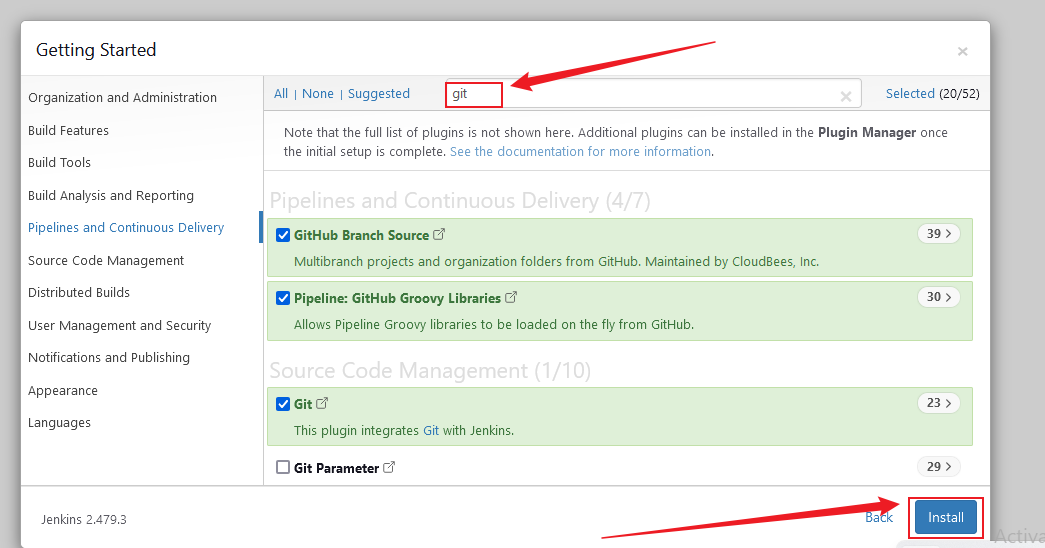 Getting Started
×
Organization and Administration
Build Features
Build Tools
Build Analysis and Reporting
Pipelines and Continuous Delivery
Source Code Management
Distributed Builds
User Management and Security
Notifications and Publishing
Appearance
Languages
All | None | Suggested
git
Selected (20/52)
Note that the full list of plugins is not shown here. Additional plugins can be installed in the Plugin Manager once
the initial setup is complete. See the documentation for more information.
Pipelines and Continuous Delivery (4/7)
GitHub Branch Source 39 >
Multibranch projects and organization folders from GitHub. Maintained by CloudBees, Inc.
Pipeline: GitHub Groovy Libraries 30 >
Allows Pipeline Groovy libraries to be loaded on the fly from GitHub.
Source Code Management (1/10)
Git 23 >
This plugin integrates Git with Jenkins.
Git Parameter 29 >
Jenkins 2.479.3
Back
Install